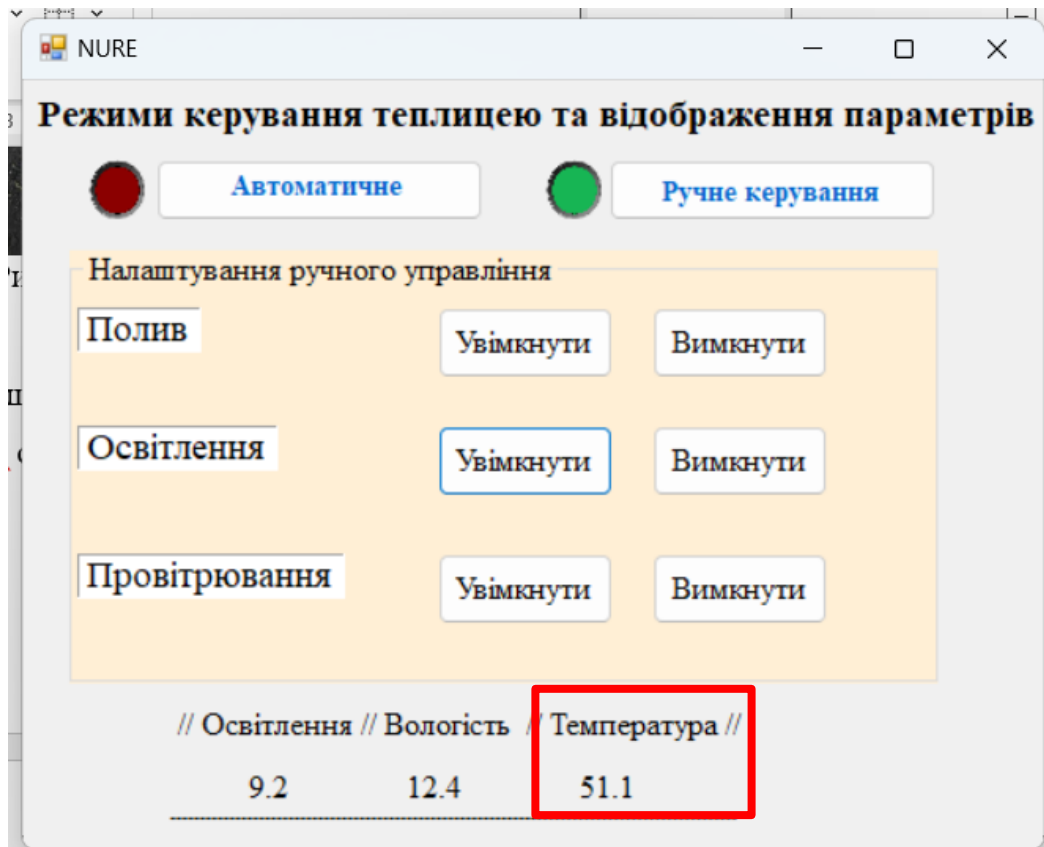 NURE
Режими керування теплицею та відображення параметрів
Автоматичне
Ручне керування
Налаштування ручного управління
Полив
Увімкнути
Вимкнути
Освітлення
Увімкнути
Вимкнути
Провітрювання
Увімкнути
Вимкнути
// Освітлення // Вологість // Температура //
9.2 12.4 51.1